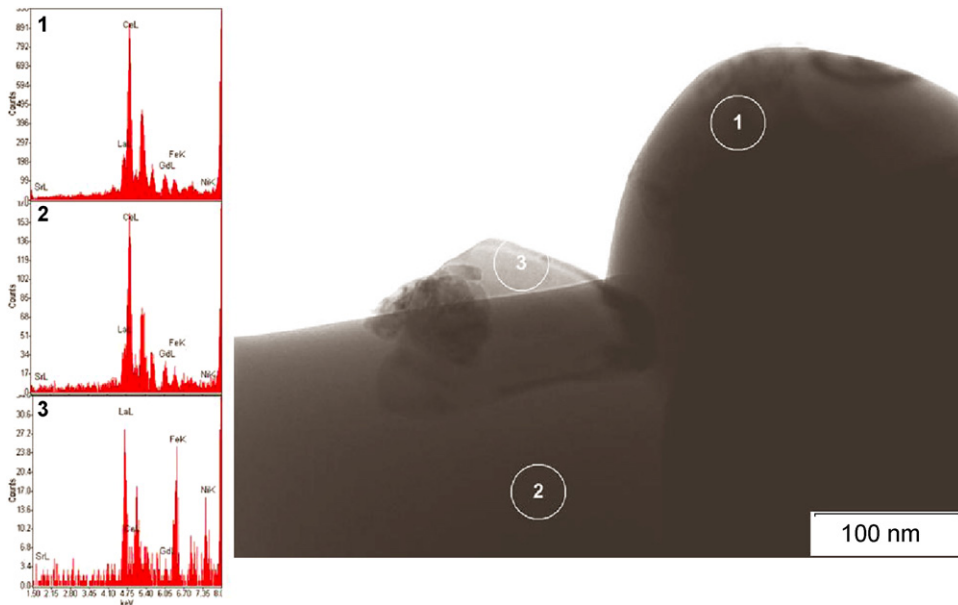 1
891
792
693
594
495
396
297
198
99
0
Counts
CeL
LaL
GdL
FeK
NiK
SrL
2
153
136
119
102
85
68
51
34
17
0
Counts
CeL
GdL
FeK
NiK
SrL
3
30.6
27.2
23.8
20.4
17.0
13.6
10.2
6.8
3.4
0.0
Counts
LaL
FeK
NiK
GdL
SrL
1.50 2.15 2.80 3.45 4.10 4.75 5.40 6.05 6.70 7.35
keV
1
3
2
100 nm